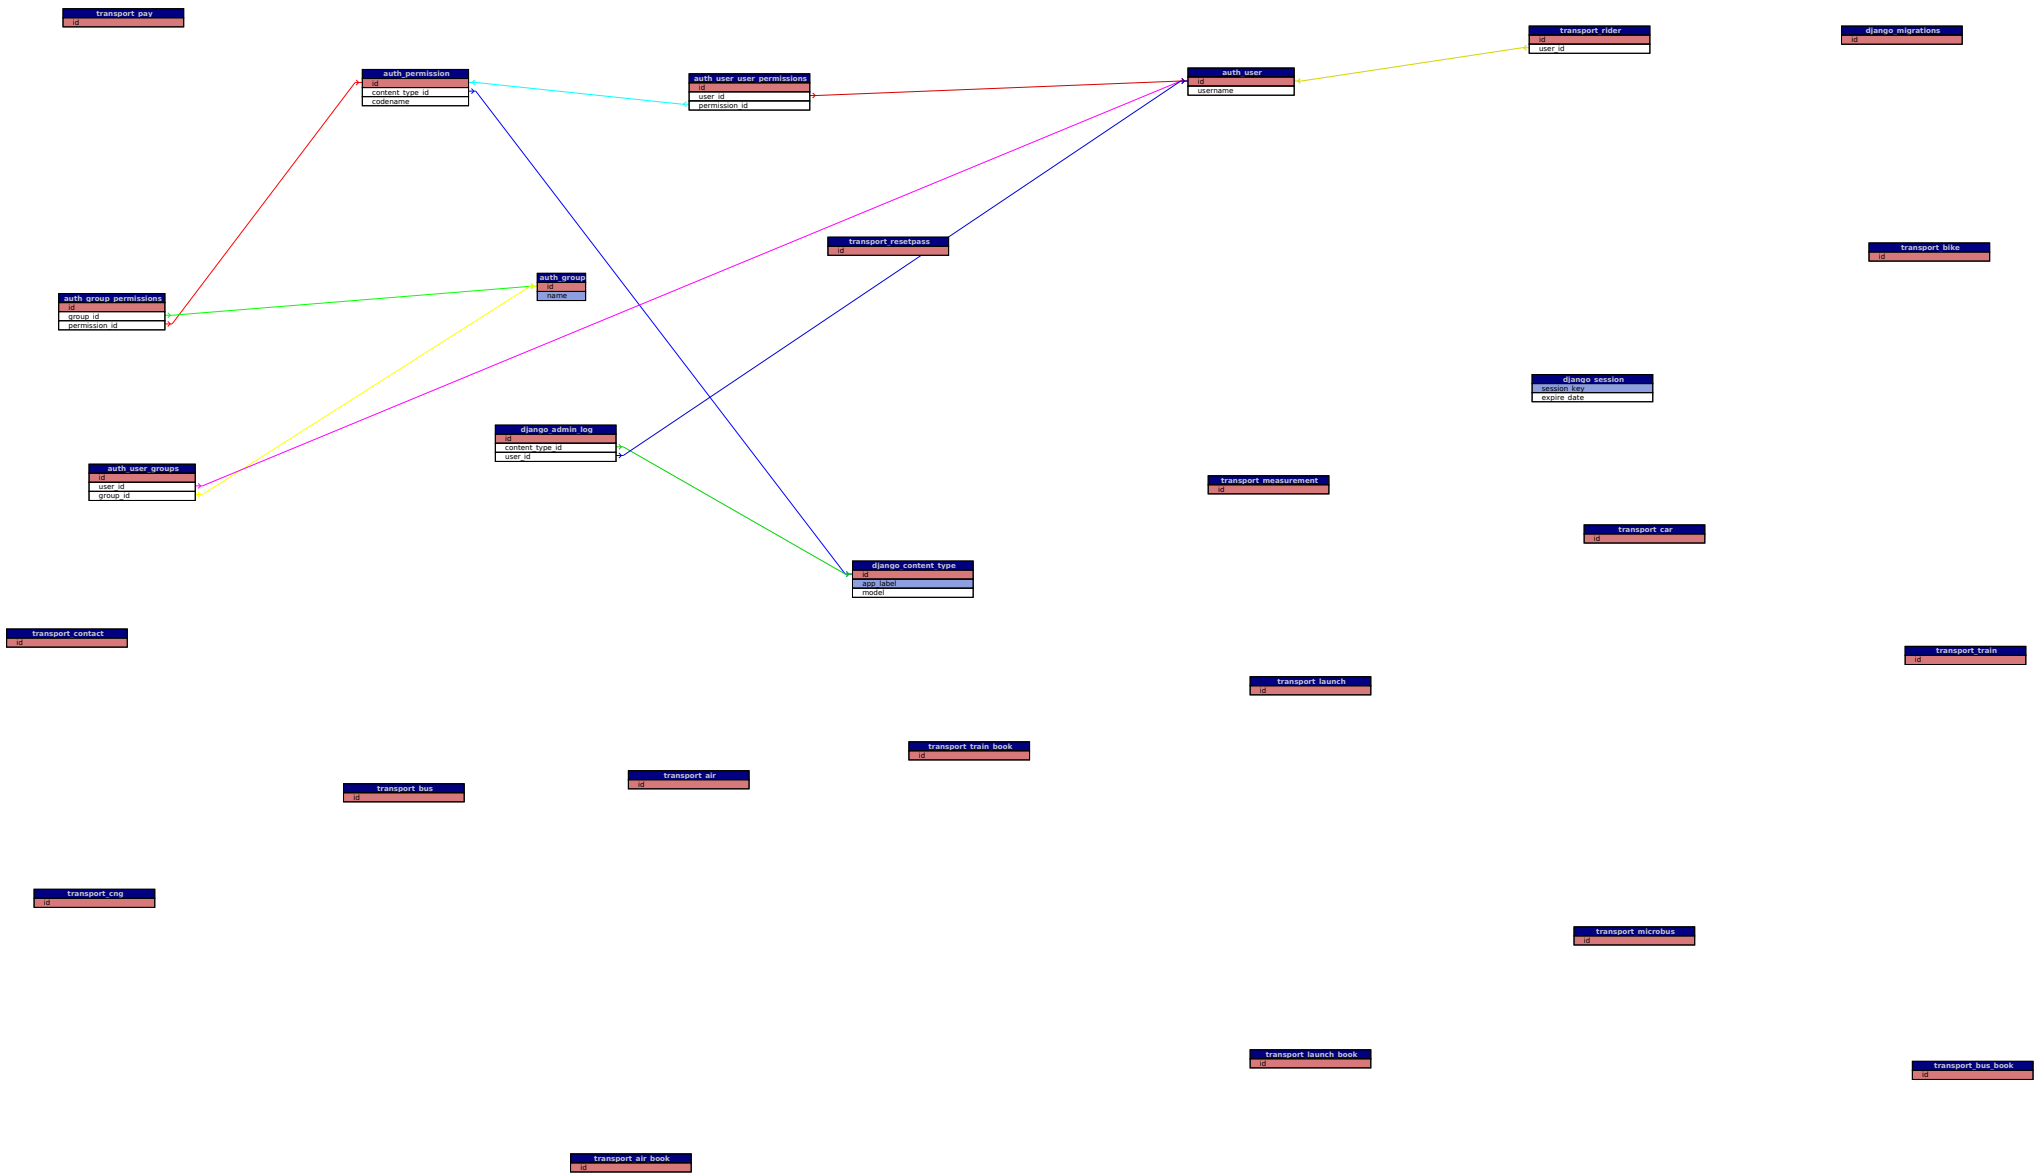 transport_pay
id
transport_rider
id
user_id
django_migrations
id
auth_permission
id
content_type_id
codename
auth_user_user_permissions
id
user_id
permission_id
auth_user
id
username
transport_resetpass
id
transport_bike
id
auth_group
id
name
auth_group_permissions
id
group_id
permission_id
django_session
session_key
expire_date
django_admin_log
id
content_type_id
user_id
auth_user_groups
id
user_id
group_id
transport_measurement
id
transport_car
id
django_content_type
id
app_label
model
transport_contact
id
transport_train
id
transport_launch
id
transport_train_book
id
transport_air
id
transport_bus
id
transport_cng
id
transport_microbus
id
transport_launch_book
id
transport_bus_book
id
transport_air_book
id